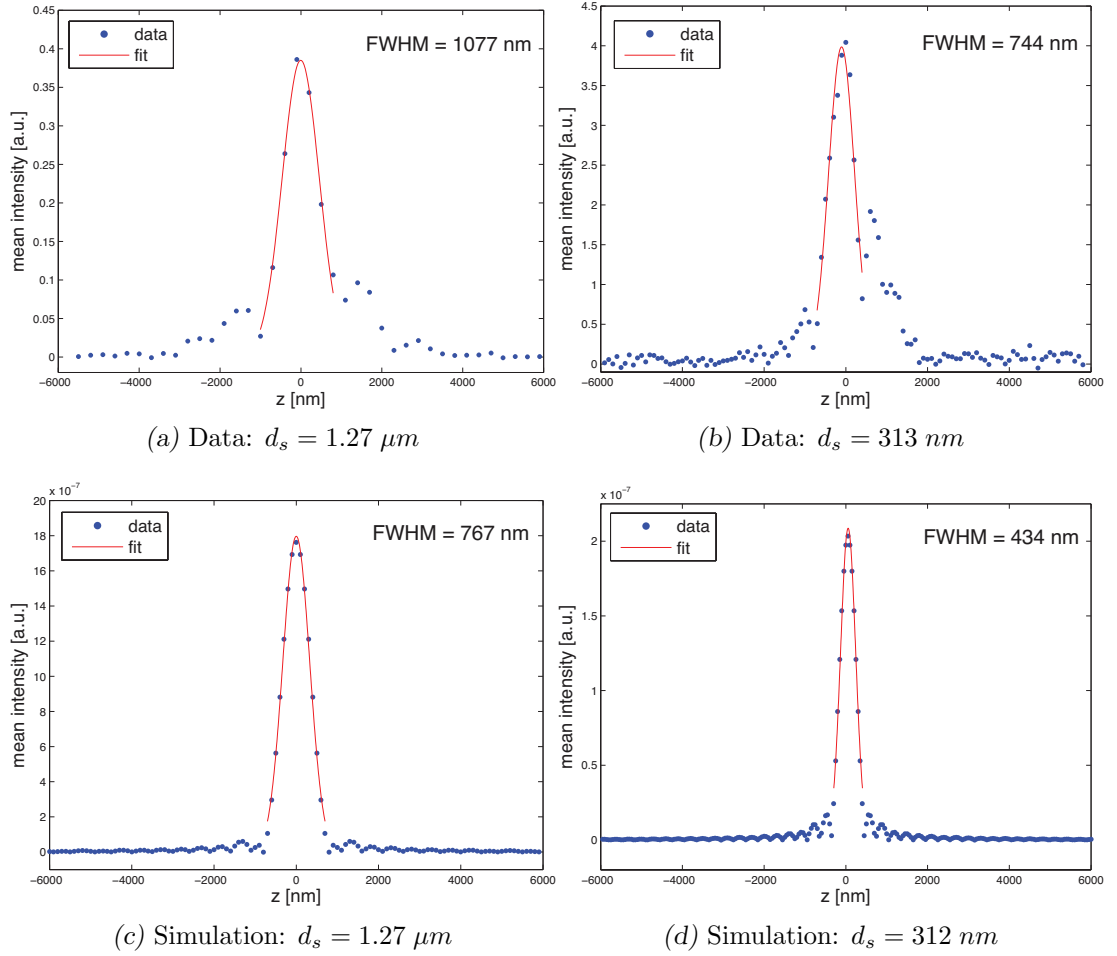 0.45
0.4
0.35
0.3
0.25
0.2
0.15
0.1
0.05
0
mean intensity [a.u.]
data
fit
FWHM = 1077 nm
−6000 −4000 −2000 0 2000 4000 6000
z [nm]
(a) Data: d_s = 1.27 μm
4.5
4
3.5
3
2.5
2
1.5
1
0.5
0
mean intensity [a.u.]
data
fit
FWHM = 744 nm
−6000 −4000 −2000 0 2000 4000 6000
z [nm]
(b) Data: d_s = 313 nm
x 10⁻⁷
20
18
16
14
12
10
8
6
4
2
0
mean intensity [a.u.]
data
fit
FWHM = 767 nm
−6000 −4000 −2000 0 2000 4000 6000
z [nm]
(c) Simulation: d_s = 1.27 μm
x 10⁻⁷
2
1.5
1
0.5
0
mean intensity [a.u.]
data
fit
FWHM = 434 nm
−6000 −4000 −2000 0 2000 4000 6000
z [nm]
(d) Simulation: d_s = 312 nm